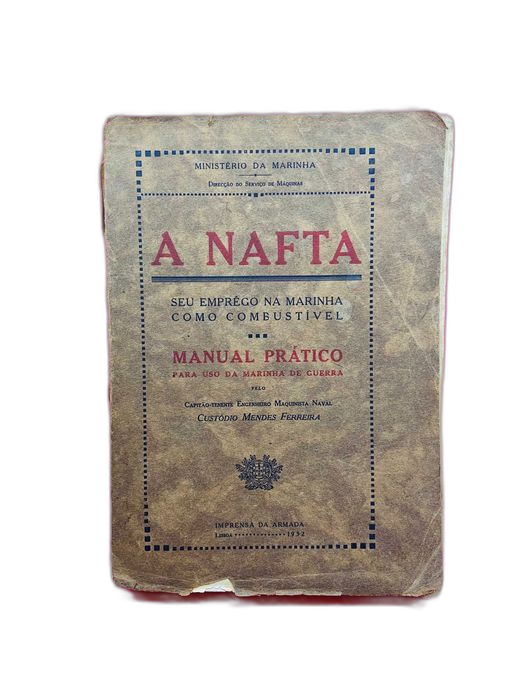 MINISTÉRIO DA MARINHA
DIRECÇÃO DO SERVIÇO DE MÁQUINAS
A NAFTA
SEU EMPRÊGO NA MARINHA
COMO COMBUSTÍVEL
MANUAL PRÁTICO
PARA USO DA MARINHA DE GUERRA
PELO
CAPITÃO-TENENTE ENGENHEIRO MAQUINISTA NAVAL
CUSTÓDIO MENDES FERREIRA
IMPRENSA DA ARMADA
LISBOA ·············· 1932